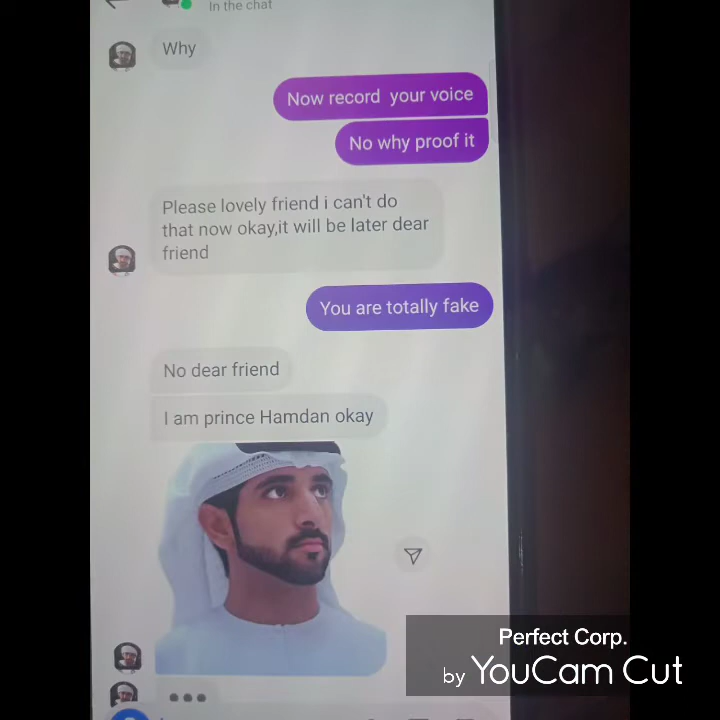 In the chat
Why
Now record your voice
No why proof it
Please lovely friend i can't do
that now okay,it will be later dear
friend
You are totally fake
No dear friend
I am prince Hamdan okay
Perfect Corp.
by YouCam Cut